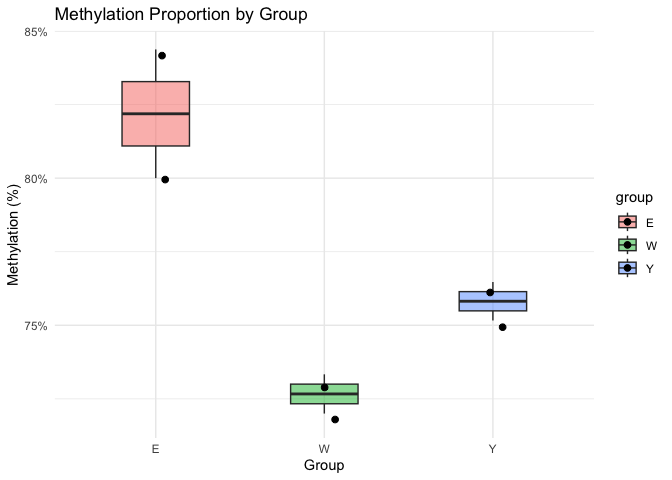 Methylation Proportion by Group
85%
80%
75%
Methylation (%)
E
W
Y
Group
group
E
W
Y